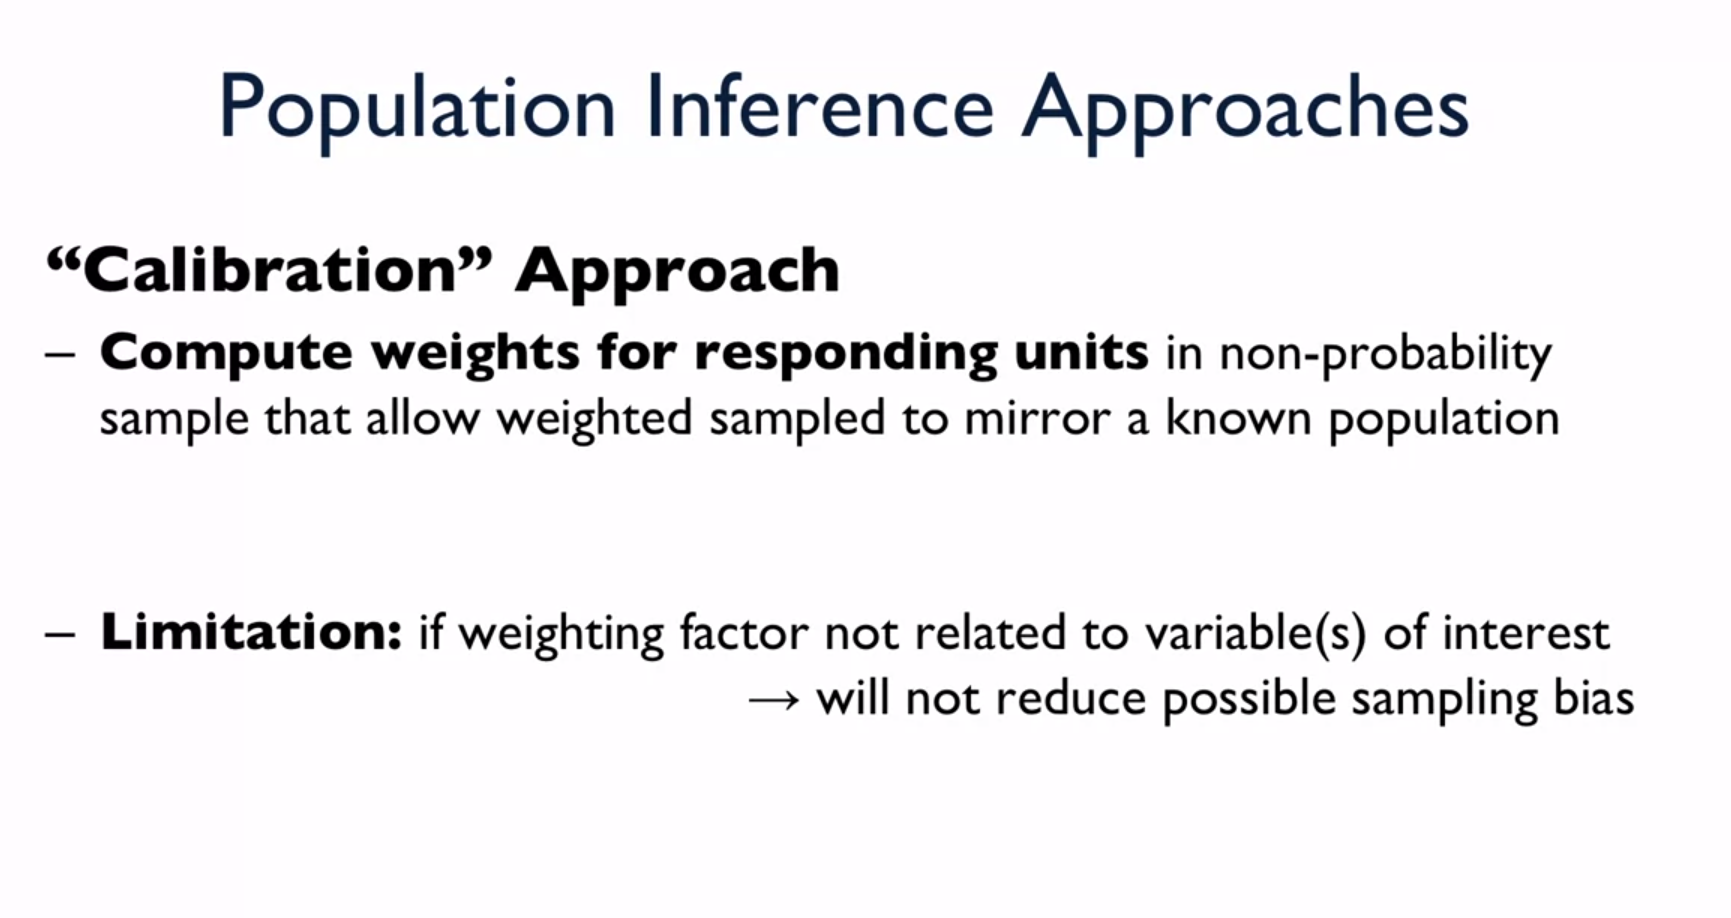 Population Inference Approaches
“Calibration” Approach
– Compute weights for responding units in non-probability
sample that allow weighted sampled to mirror a known population
– Limitation: if weighting factor not related to variable(s) of interest
→ will not reduce possible sampling bias